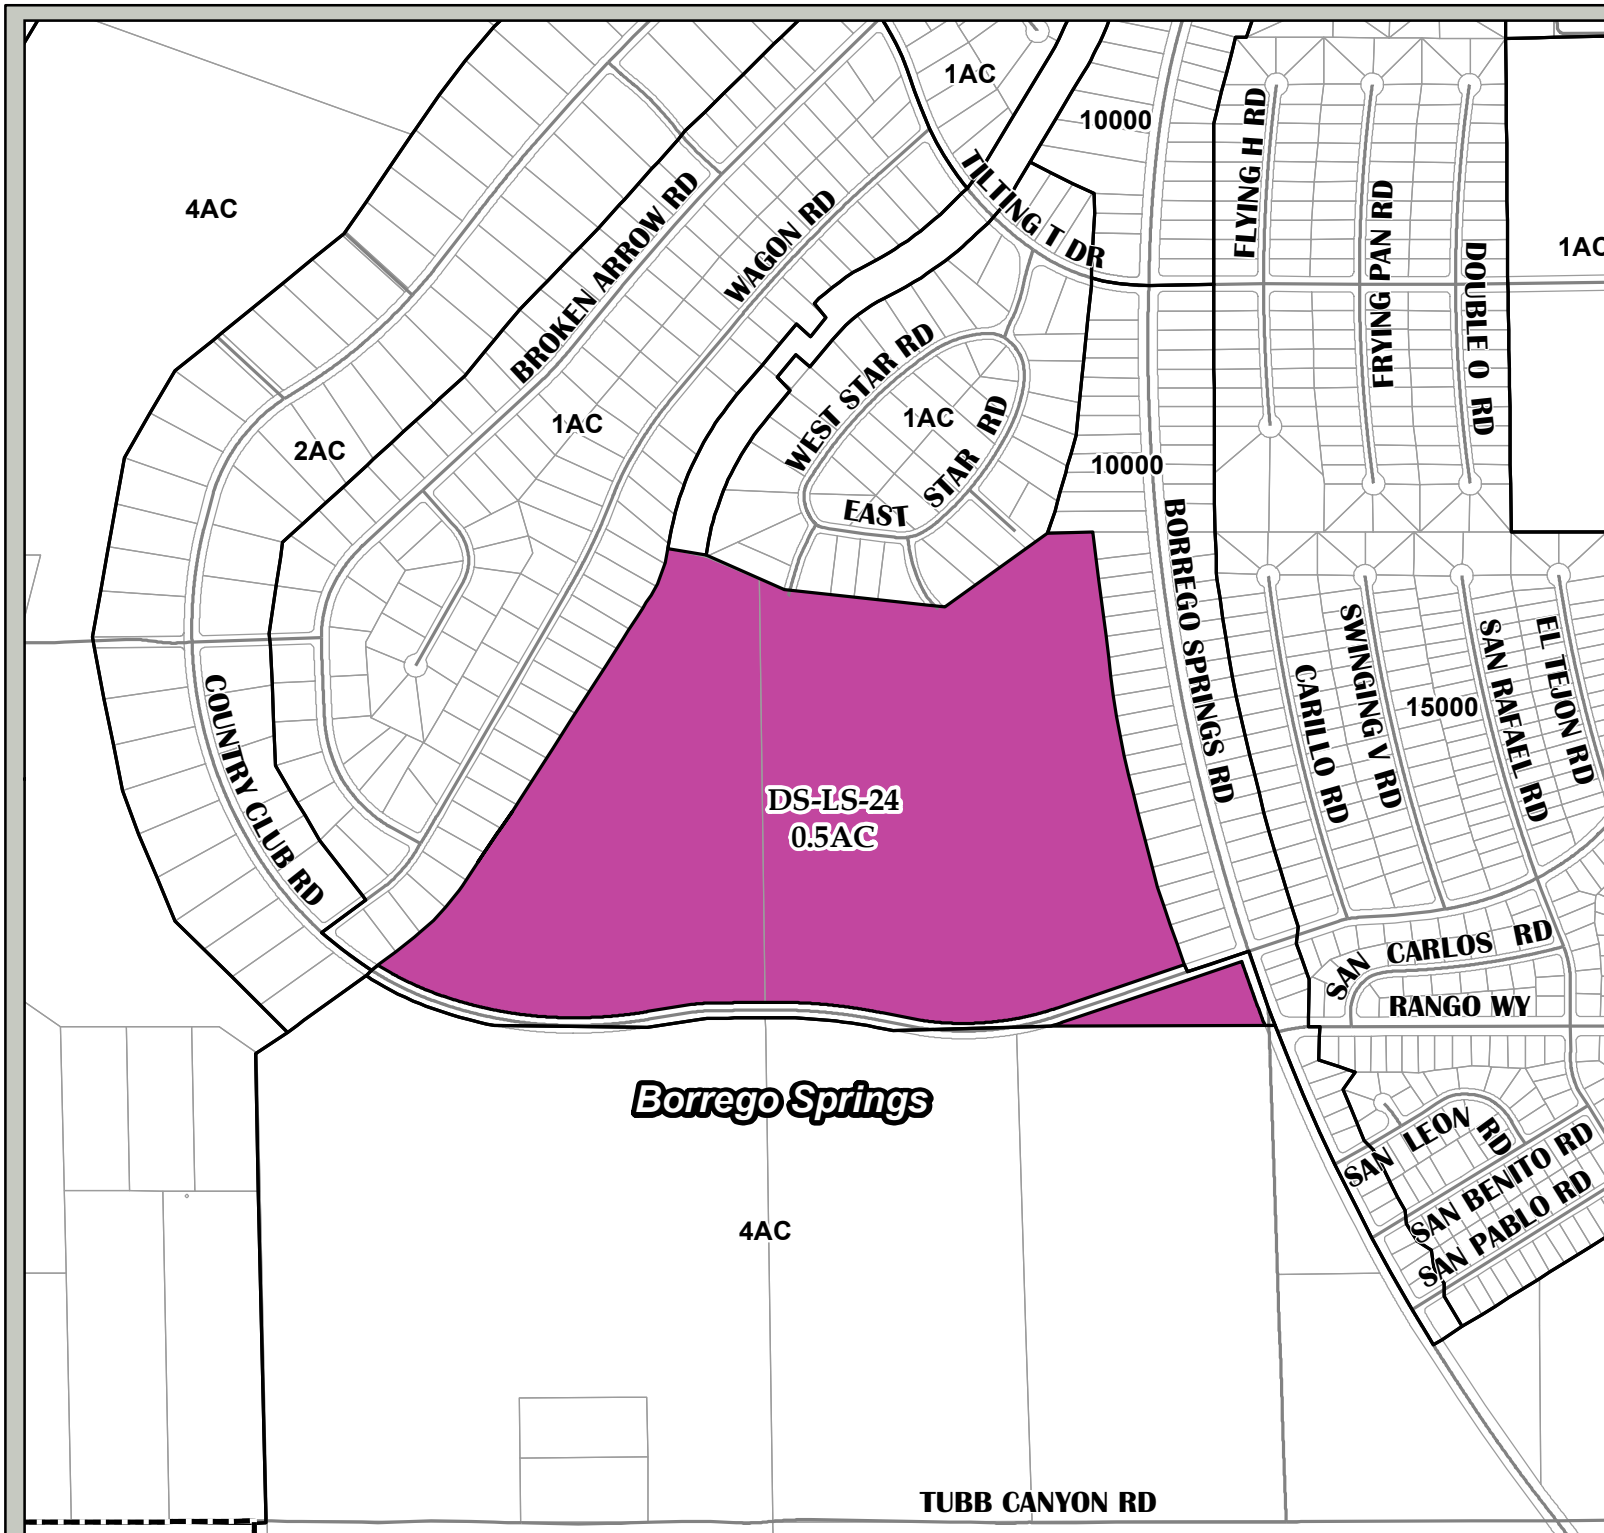 1AC
10000
4AC
TILTING T DR
FLYING H RD
FRYING PAN RD
DOUBLE O RD
1AC
BROKEN ARROW RD
WAGON RD
WEST STAR RD
1AC
EAST STAR RD
2AC
1AC
10000
BORREGO SPRINGS RD
COUNTRY CLUB RD
CARILLO RD
SWINGING V RD
15000
SAN RAFAEL RD
EL TEJON RD
DS-LS-24
0.5AC
SAN CARLOS RD
RANGO WY
Borrego Springs
SAN LEON RD
SAN BENITO RD
SAN PABLO RD
4AC
TUBB CANYON RD